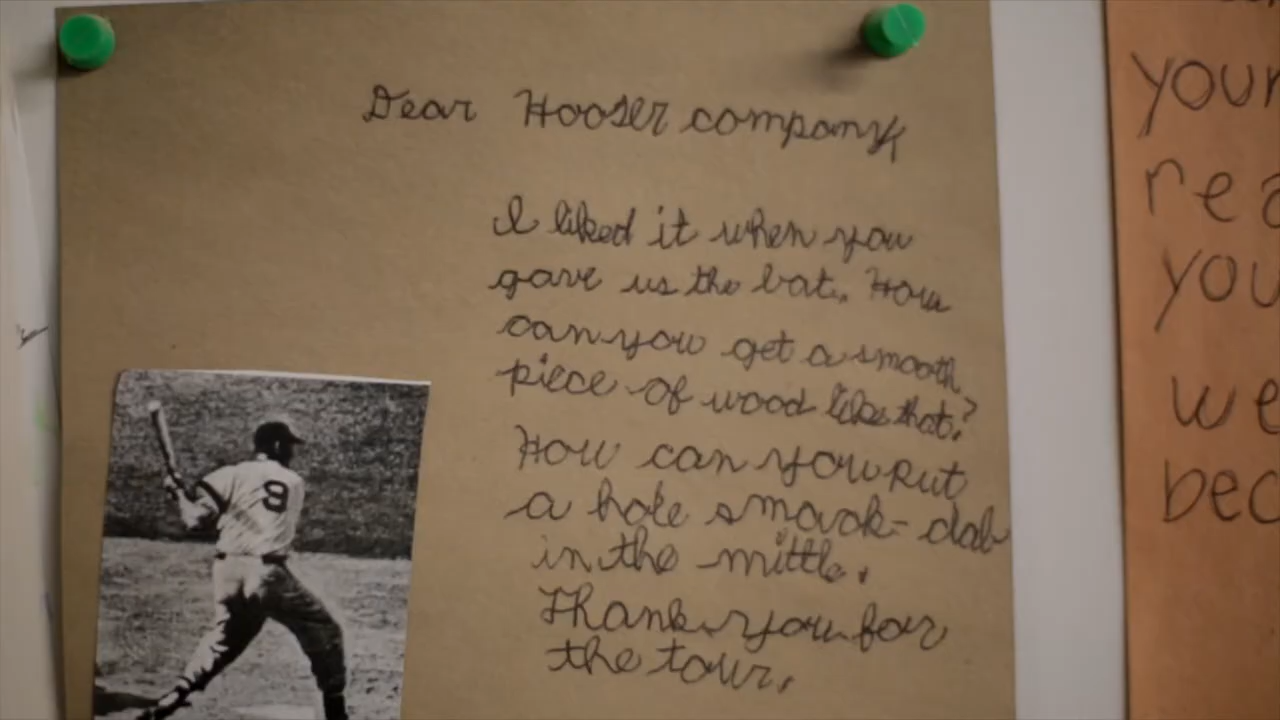 Dear Hooser company,
I liked it when you
gave us the bat. How
can you get a smooth
piece of wood like that?
How can you put
a hole smack-dab
in the mittle.
Thank you for
the tour.
9
your
rea
you
we
bec